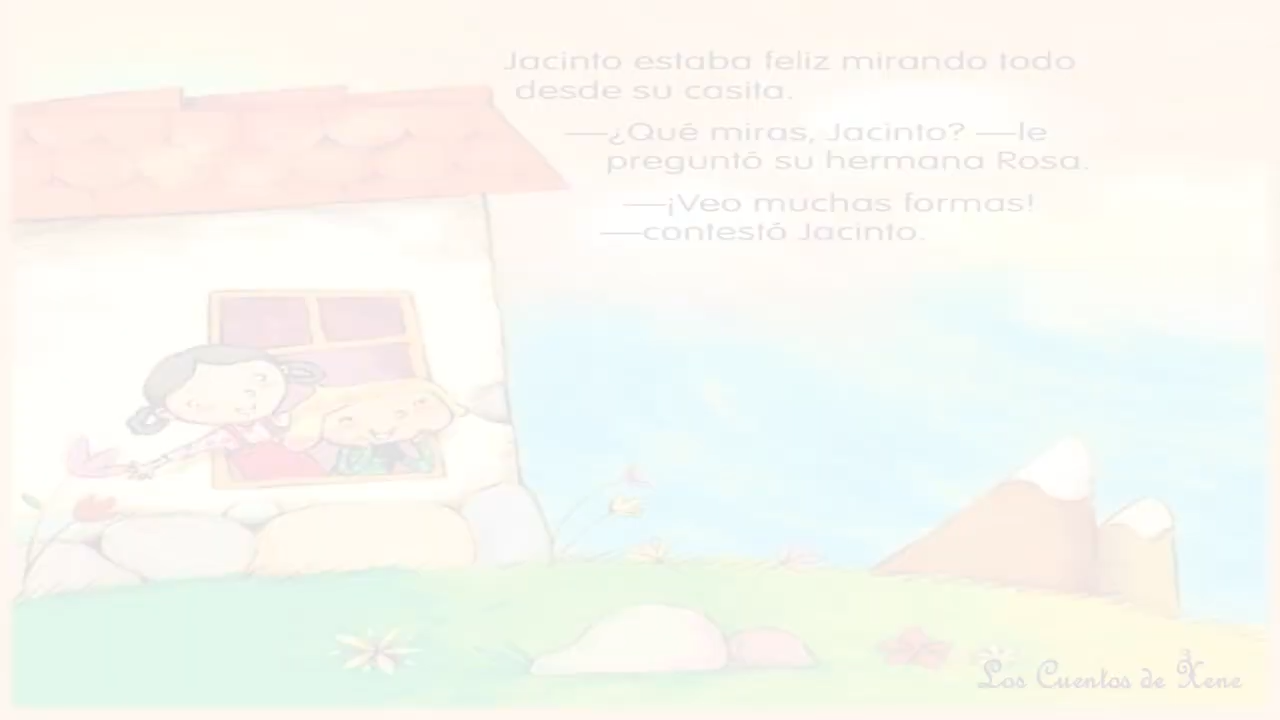 Jacinto estaba feliz mirando todo
desde su casita.
—¿Qué miras, Jacinto? —le
preguntó su hermana Rosa.
—¡Veo muchas formas!
—contestó Jacinto.
Los Cuentos de Xene